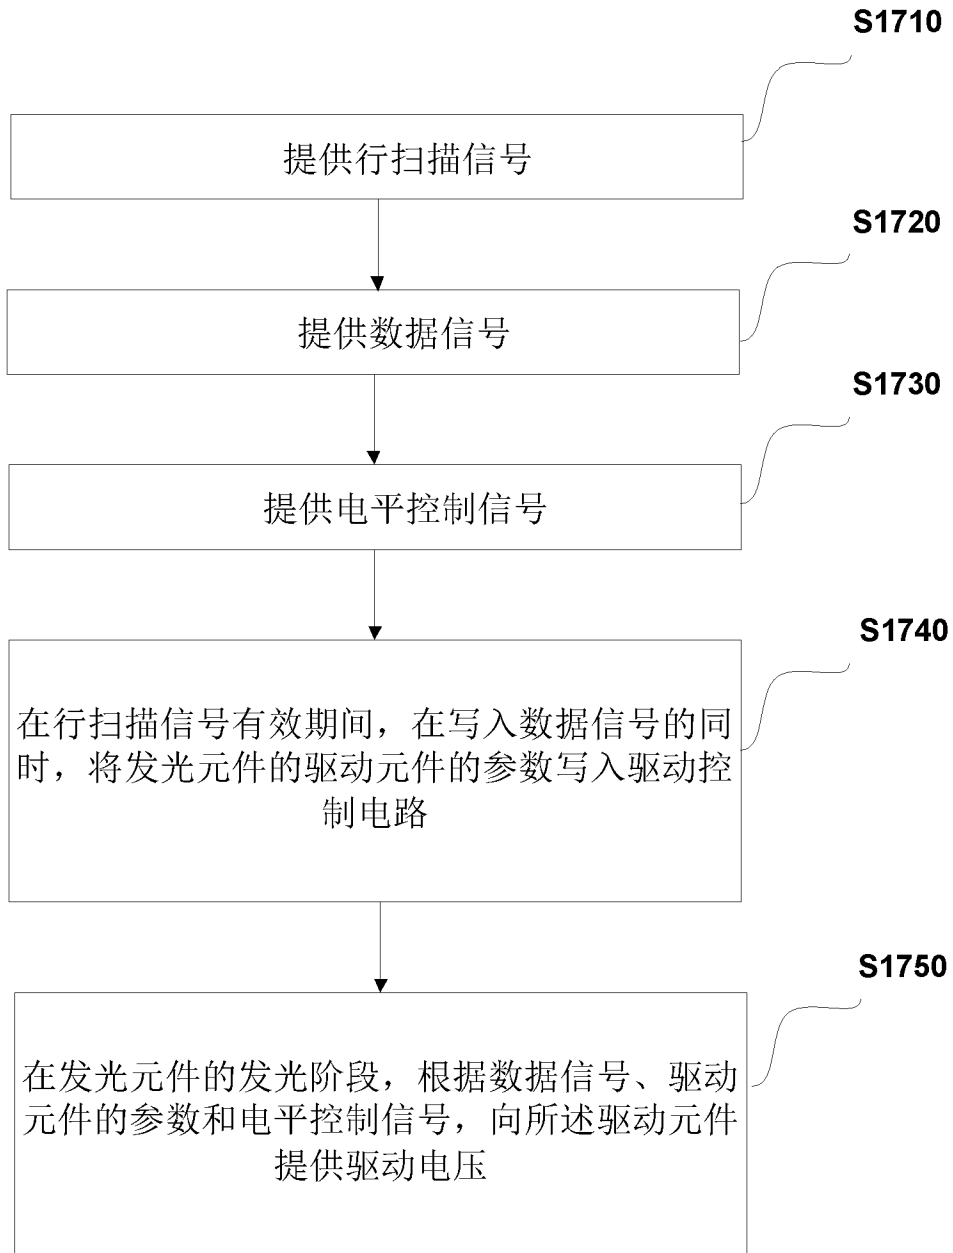 S1710
提供行扫描信号
S1720
提供数据信号
S1730
提供电平控制信号
S1740
在行扫描信号有效期间，在写入数据信号的同
时，将发光元件的驱动元件的参数写入驱动控
制电路
S1750
在发光元件的发光阶段，根据数据信号、驱动
元件的参数和电平控制信号，向所述驱动元件
提供驱动电压